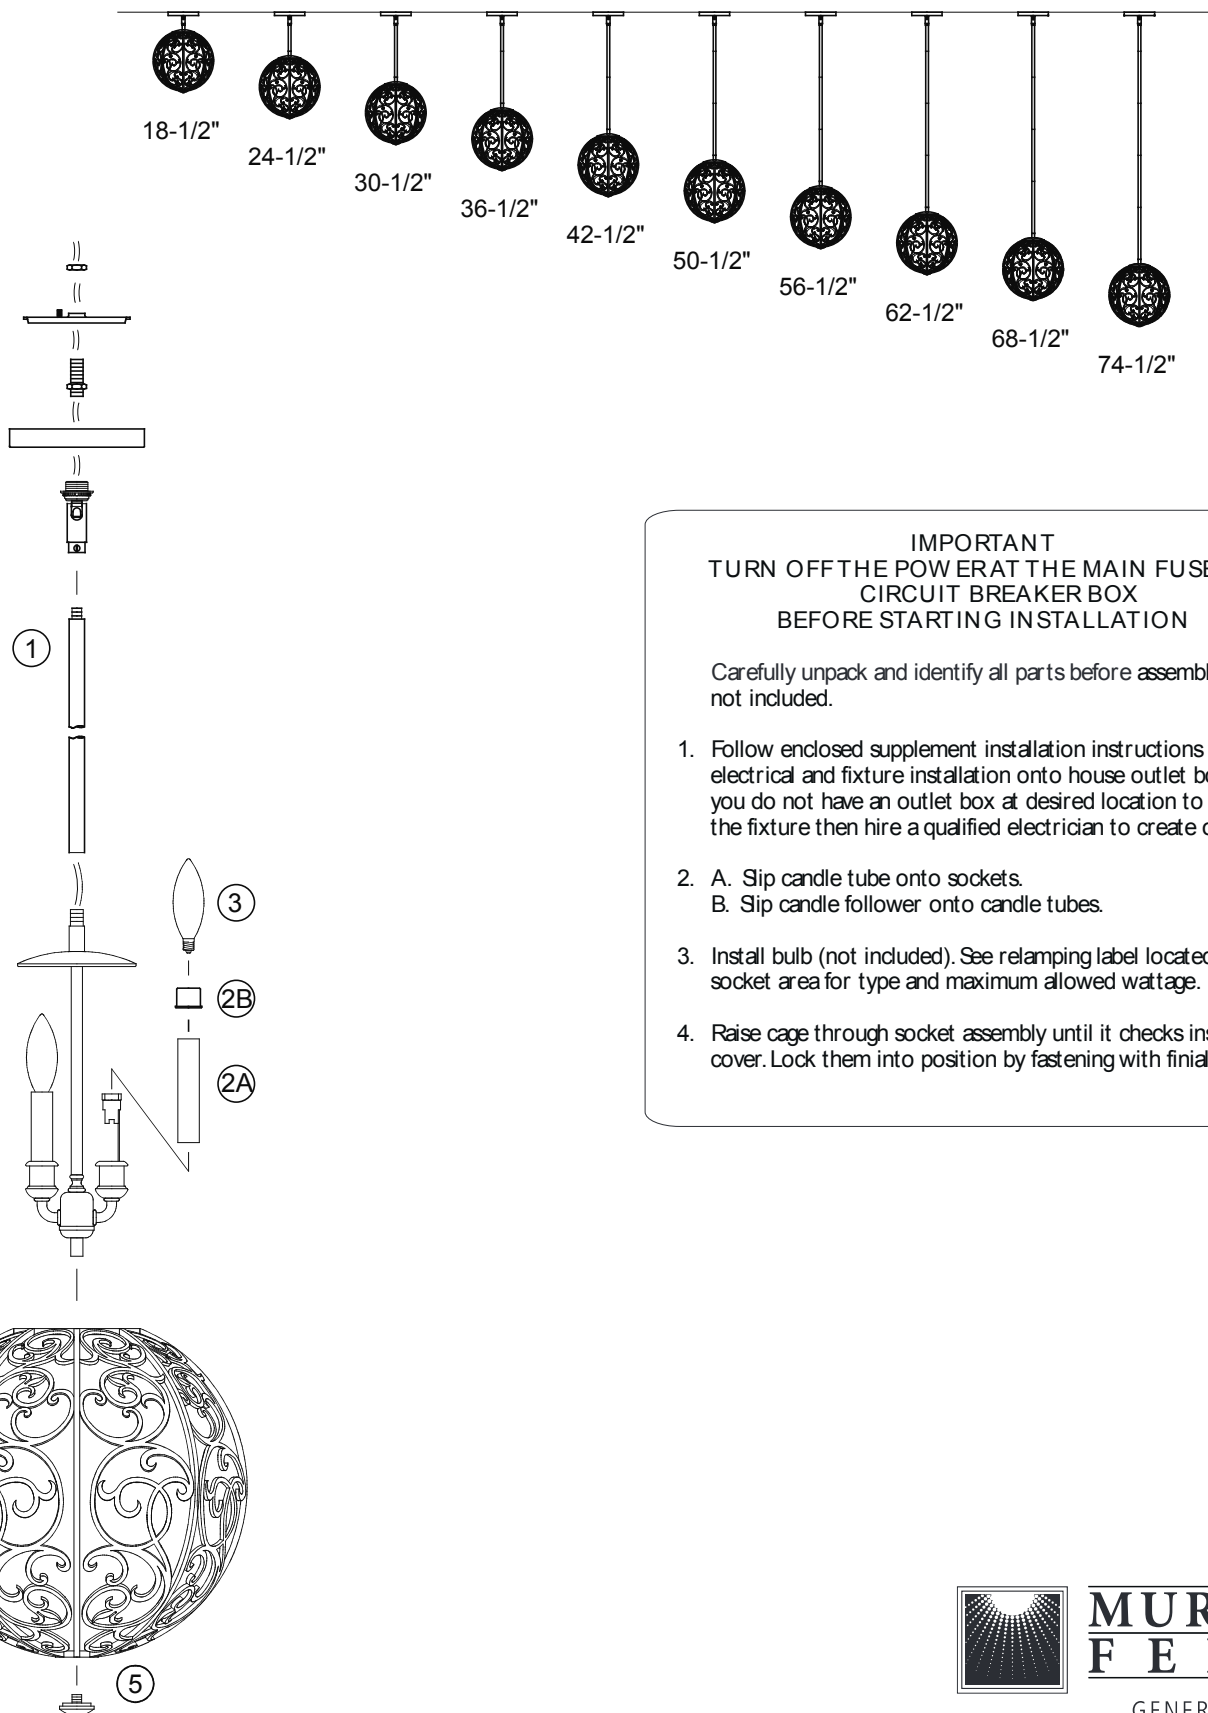 18-1/2"
24-1/2"
30-1/2"
36-1/2"
42-1/2"
50-1/2"
56-1/2"
62-1/2"
68-1/2"
74-1/2"
1
3
2B
2A
5
IMPORTANT
TURN OFF THE POWER AT THE MAIN FUSE
CIRCUIT BREAKER BOX
BEFORE STARTING INSTALLATION
Carefully unpack and identify all parts before assembl
not included.
1. Follow enclosed supplement installation instructions
electrical and fixture installation onto house outlet
you do not have an outlet box at desired location to
the fixture then hire a qualified electrician to create
2. A. Slip candle tube onto sockets.
B. Slip candle follower onto candle tubes.
3. Install bulb (not included). See relamping label located
socket area for type and maximum allowed wattage.
4. Raise cage through socket assembly until it checks
cover. Lock them into position by fastening with finial
MUR
GENER